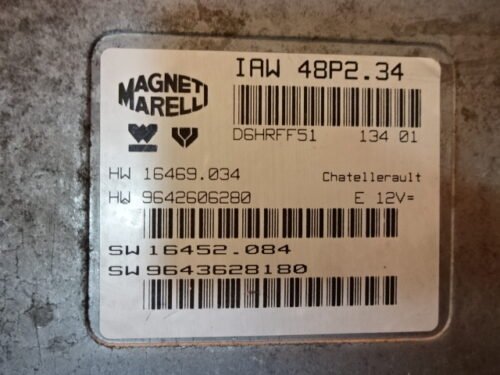 MAGNETI
MARELLI
IAW 48P2.34
D6HRFF51 134 01
HW 16469.034 Chatellerault
HW 9642606280 E 12V=
SW 16452.084
SW 9643628180